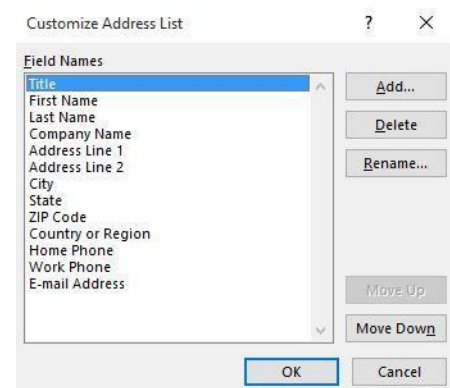 Customize Address List ? ×
Field Names
Title
First Name
Last Name
Company Name
Address Line 1
Address Line 2
City
State
ZIP Code
Country or Region
Home Phone
Work Phone
E-mail Address
Add...
Delete
Rename...
Move Up
Move Down
OK
Cancel